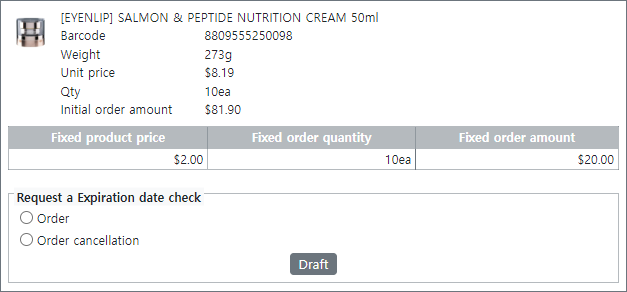 [EYENLIP] SALMON & PEPTIDE NUTRITION CREAM 50ml
Barcode 8809555250098
Weight 273g
Unit price $8.19
Qty 10ea
Initial order amount $81.90
Fixed product price Fixed order quantity Fixed order amount
$2.00 10ea $20.00
Request a Expiration date check
Order
Order cancellation
Draft